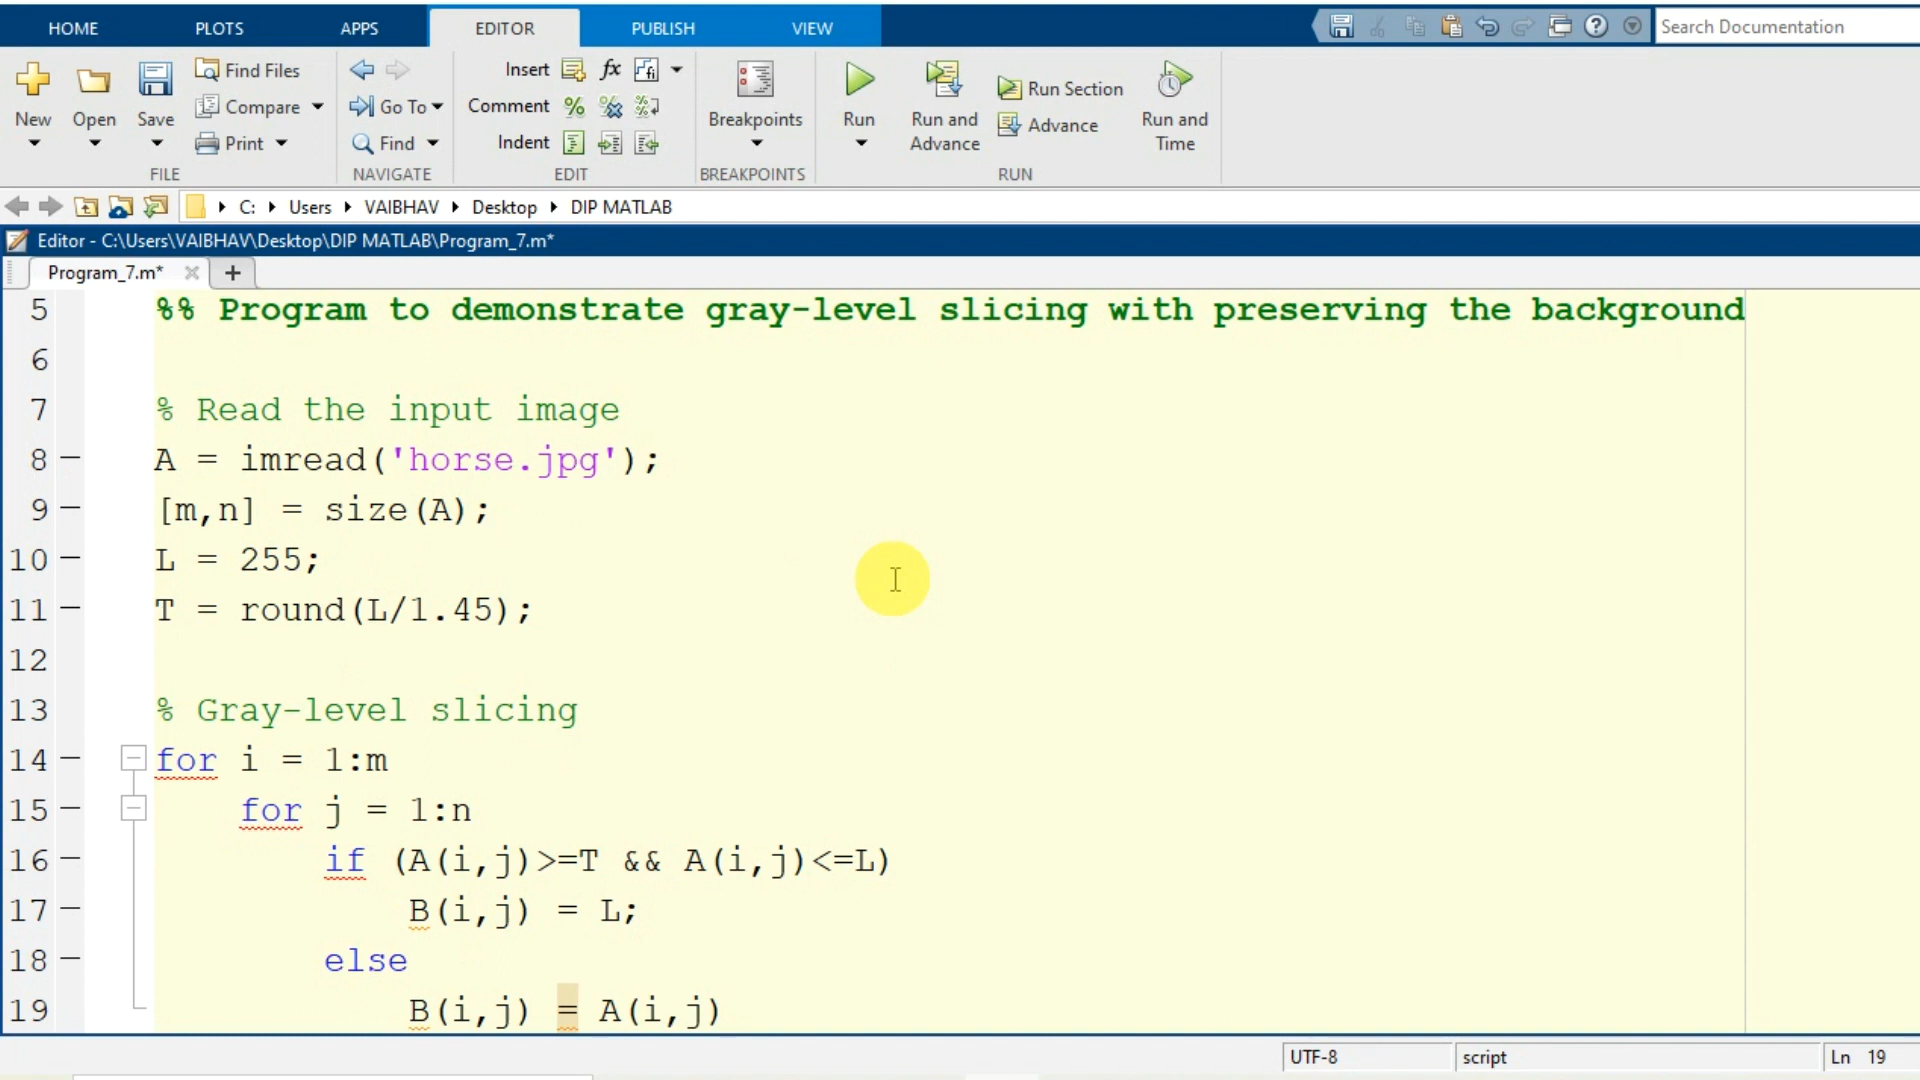 HOME PLOTS APPS EDITOR PUBLISH VIEW Search Documentation
New Open Save Find Files Compare Print FILE
Go To Find NAVIGATE
Insert fx Comment Indent EDIT
Breakpoints BREAKPOINTS
Run Run and Advance Run Section Advance Run and Time RUN
C: Users VAIBHAV Desktop DIP MATLAB
Editor - C:\Users\VAIBHAV\Desktop\DIP MATLAB\Program_7.m*
Program_7.m*
5 %% Program to demonstrate gray-level slicing with preserving the background
6
7 % Read the input image
8 A = imread('horse.jpg');
9 [m,n] = size(A);
10 L = 255;
11 T = round(L/1.45);
12
13 % Gray-level slicing
14 for i = 1:m
15 for j = 1:n
16 if (A(i,j)>=T && A(i,j)<=L)
17 B(i,j) = L;
18 else
19 B(i,j) = A(i,j)
UTF-8 script Ln 19